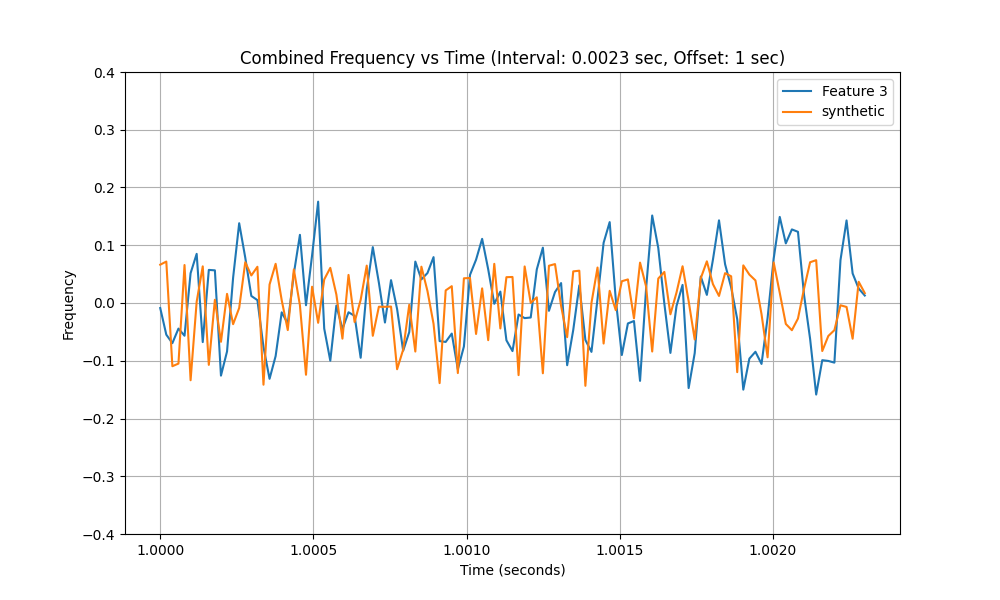 Combined Frequency vs Time (Interval: 0.0023 sec, Offset: 1 sec)
Feature 3
synthetic
0.4
0.3
0.2
0.1
0.0
−0.1
−0.2
−0.3
−0.4
Frequency
1.0000 1.0005 1.0010 1.0015 1.0020
Time (seconds)